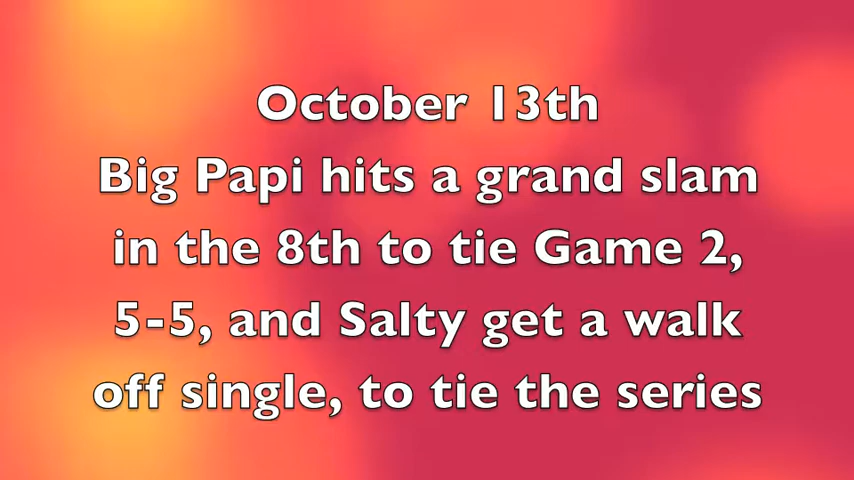 October 13th
Big Papi hits a grand slam
in the 8th to tie Game 2,
5-5, and Salty get a walk
off single, to tie the series